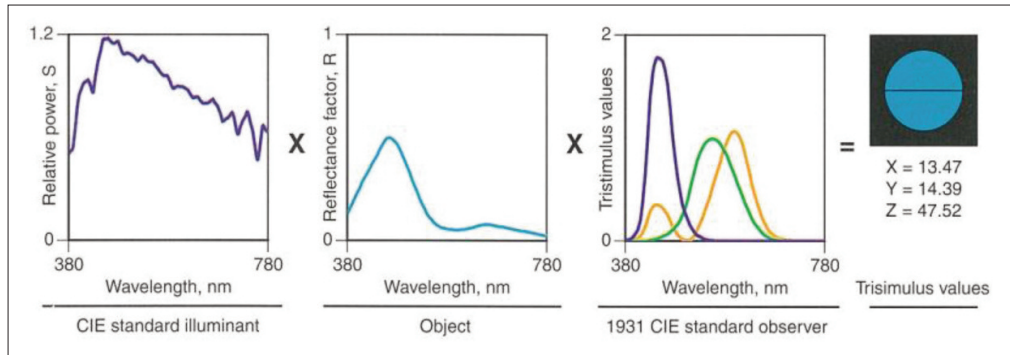 1.2
Relative power, S
0
380
780
Wavelength, nm
CIE standard illuminant
X
1
Reflectance factor, R
0
380
780
Wavelength, nm
Object
X
2
Tristimulus values
0
380
780
Wavelength, nm
1931 CIE standard observer
=
X = 13.47
Y = 14.39
Z = 47.52
Trisimulus values